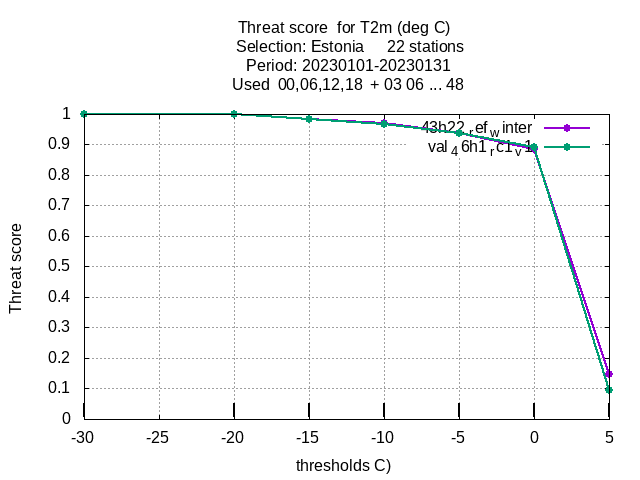 Threat score  for T2m (deg C)
Selection: Estonia     22 stations
Period: 20230101-20230131
Used  00,06,12,18  + 03 06 ... 48
43h22_ref_winter
val_46h1_rc1_v1
1
0.9
0.8
0.7
0.6
0.5
0.4
0.3
0.2
0.1
0
Threat score
-30 -25 -20 -15 -10 -5 0 5
thresholds C)